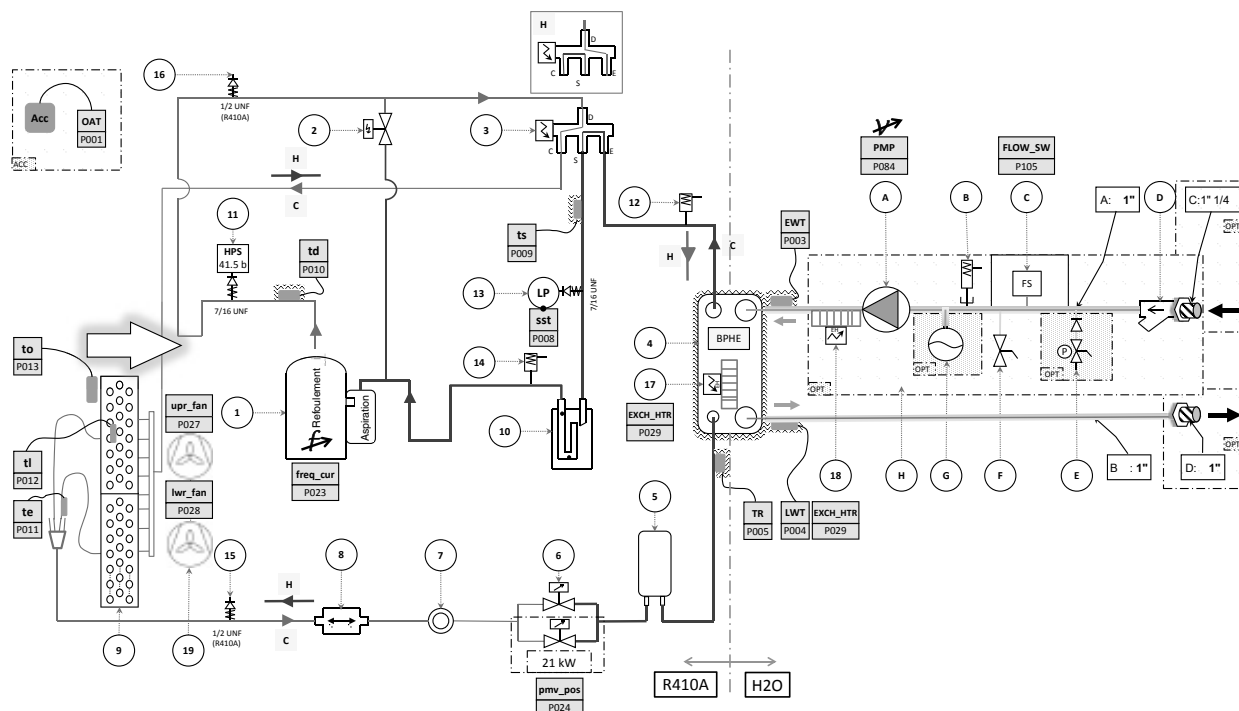 H
D
C
E
S
16
1/2 UNF
(R410A)
Acc
OAT
P001
ACC
2
3
D
C
S
E
H
C
PMP
P084
FLOW_SW
P105
A
B
C
A: 1"
D
C:1" 1/4
OPT
12
H
C
EWT
P003
11
HPS
41.5 b
td
P010
7/16 UNF
ts
P009
13
LP
sst
P008
7/16 UNF
FS
to
P013
4
BPHE
EH
OPT
P
OPT
OPT
14
17
EH
EXCH_HTR
P029
upr_fan
P027
1
Refoulement
Aspiration
f
freq_cur
P023
10
tl
P012
lwr_fan
P028
te
P011
18
H
G
F
E
B : 1"
D: 1"
OPT
TR
P005
LWT
P004
EXCH_HTR
P029
5
15
8
7
6
H
C
1/2 UNF
(R410A)
9
19
21 kW
pmv_pos
P024
R410A
H2O